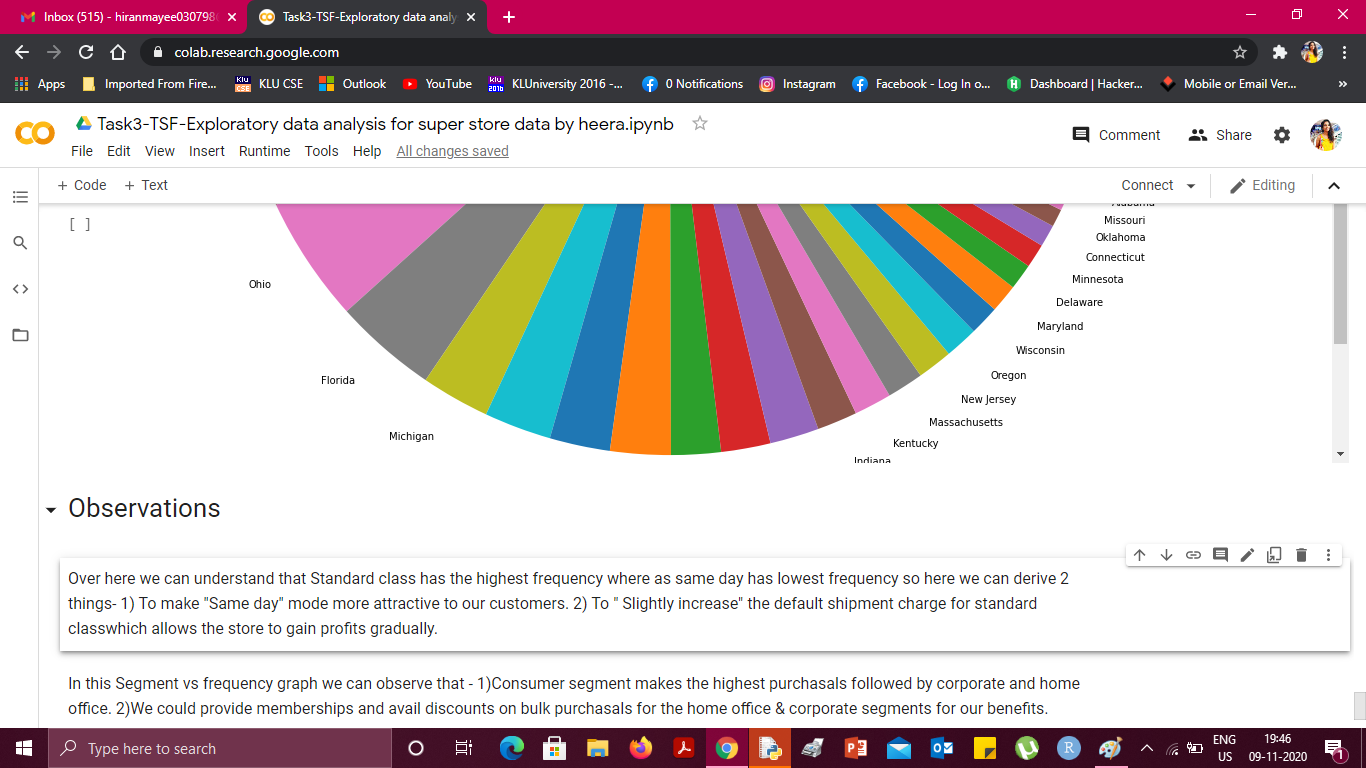 Inbox (515) - hiranmayee030798
Task3-TSF-Exploratory data analy
colab.research.google.com
Apps
Imported From Fire...
KLU CSE
Outlook
YouTube
KLUniversity 2016 -...
0 Notifications
Instagram
Facebook - Log In o...
Dashboard | Hacker...
Mobile or Email Ver...
»
Task3-TSF-Exploratory data analysis for super store data by heera.ipynb
Comment
Share
File Edit View Insert Runtime Tools Help All changes saved
+ Code + Text
Connect
Editing
[ ]
Alabama
Missouri
Oklahoma
Connecticut
Ohio
Minnesota
Delaware
Maryland
Wisconsin
Oregon
Florida
New Jersey
Massachusetts
Michigan
Kentucky
Indiana
Observations
Over here we can understand that Standard class has the highest frequency where as same day has lowest frequency so here we can derive 2
things- 1) To make "Same day" mode more attractive to our customers. 2) To " Slightly increase" the default shipment charge for standard
classwhich allows the store to gain profits gradually.
In this Segment vs frequency graph we can observe that - 1)Consumer segment makes the highest purchasals followed by corporate and home
office. 2)We could provide memberships and avail discounts on bulk purchasals for the home office & corporate segments for our benefits.
Type here to search
ENG
US
19:46
09-11-2020
1